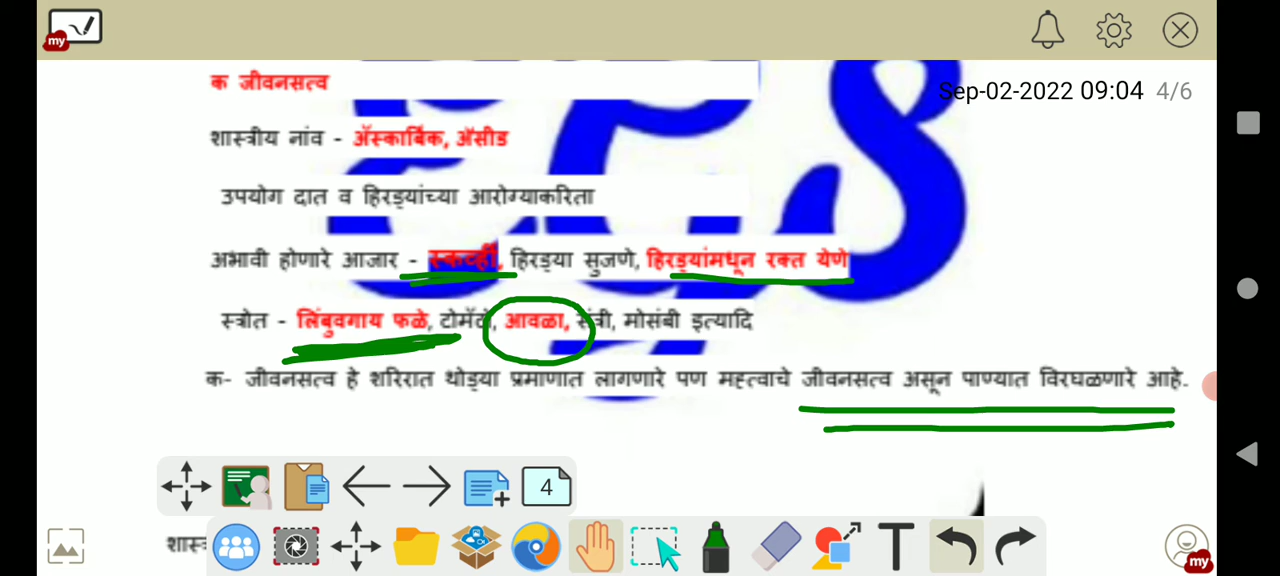 my
Sep-02-2022 09:04 4/6
क जीवनसत्व
शास्त्रीय नांव - ॲस्कार्बिक, ॲसीड
उपयोग दात व हिरड्यांच्या आरोग्याकरिता
अभावी होणारे आजार - स्कव्हर्ही, हिरड्या सुजणे, हिरड्यांमधून रक्त येणे
स्त्रोत - लिंबुवगाय फळे, टोमॅटो, आवळा, संत्री, मोसंबी इत्यादि
क- जीवनसत्व हे शरिरात थोड्या प्रमाणात लागणारे पण महत्वाचे जीवनसत्व असून पाण्यात विरघळणारे आहे.
4
T
my